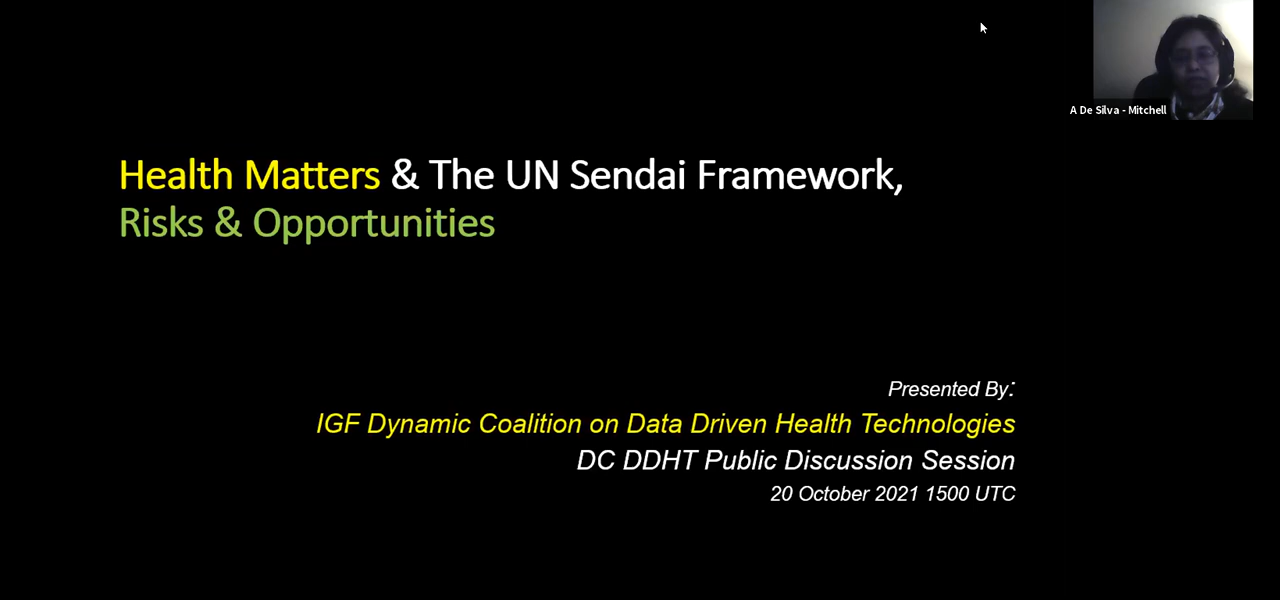 A De Silva - Mitchell
Health Matters & The UN Sendai Framework,
Risks & Opportunities
Presented By:
IGF Dynamic Coalition on Data Driven Health Technologies
DC DDHT Public Discussion Session
20 October 2021 1500 UTC